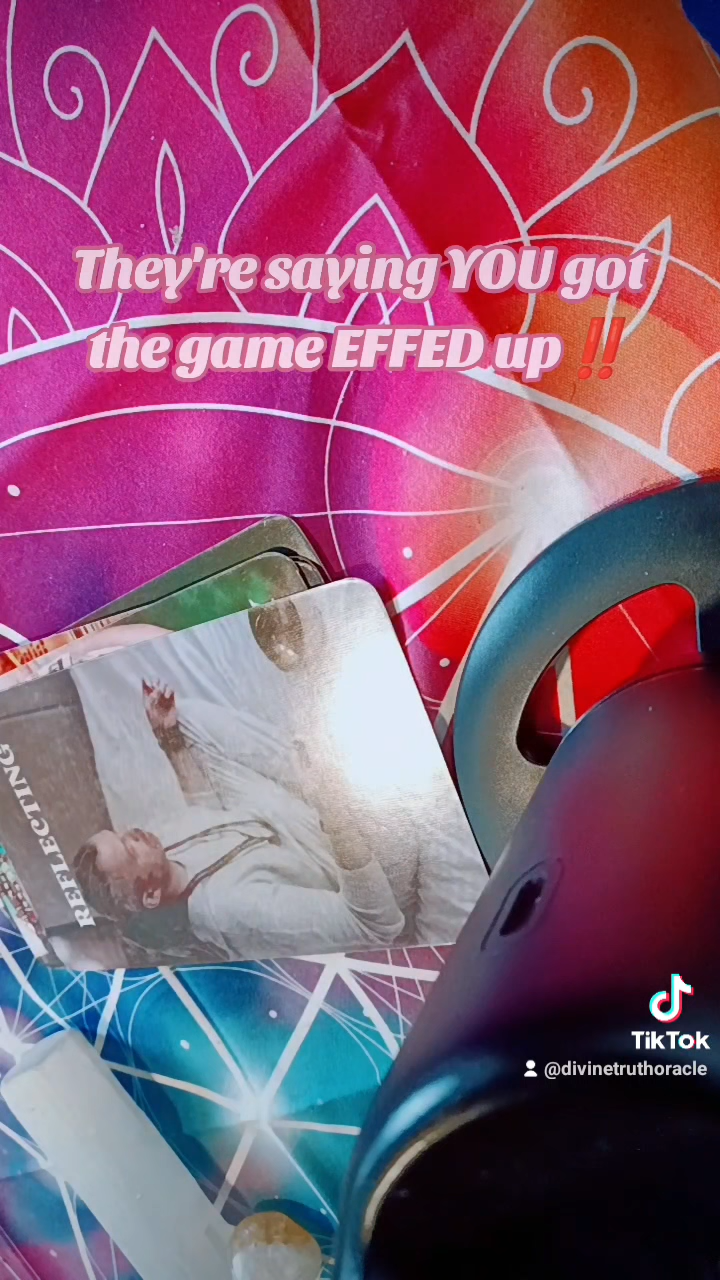 They're saying YOU got
the game EFFED up ‼️
REFLECTING
TikTok
@divinetruthoracle